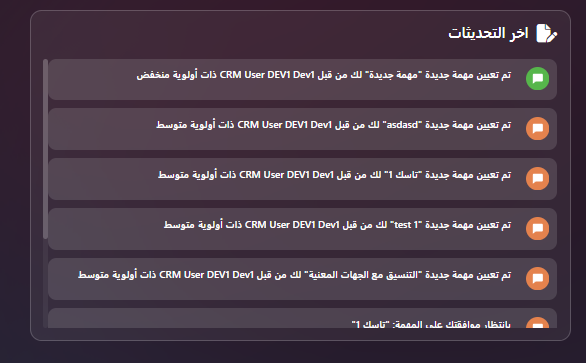 اخر التحديثات
تم تعيين مهمة جديدة "مهمة جديدة" لك من قبل CRM User DEV1 Dev1 ذات أولوية منخفض
تم تعيين مهمة جديدة "asdasd" لك من قبل CRM User DEV1 Dev1 ذات أولوية متوسط
تم تعيين مهمة جديدة "تاسك 1" لك من قبل CRM User DEV1 Dev1 ذات أولوية متوسط
تم تعيين مهمة جديدة "test 1" لك من قبل CRM User DEV1 Dev1 ذات أولوية متوسط
تم تعيين مهمة جديدة "التنسيق مع الجهات المعنية" لك من قبل CRM User DEV1 Dev1 ذات أولوية متوسط
بانتظار موافقتك على المهمة: "تاسك 1"